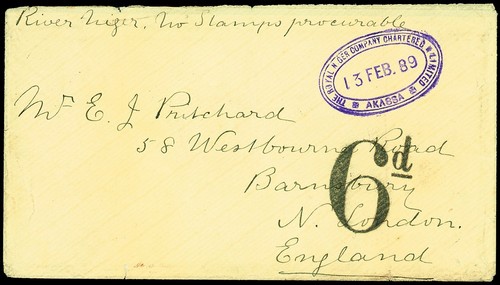 River Niger. No Stamps procurable
THE ROYAL NIGER COMPANY CHARTERED & LIMITED
13 FEB. 89
AKASSA
Mr E. J. Pritchard
58 Westbourne Road
Barnsbury
N. London.
England
6d